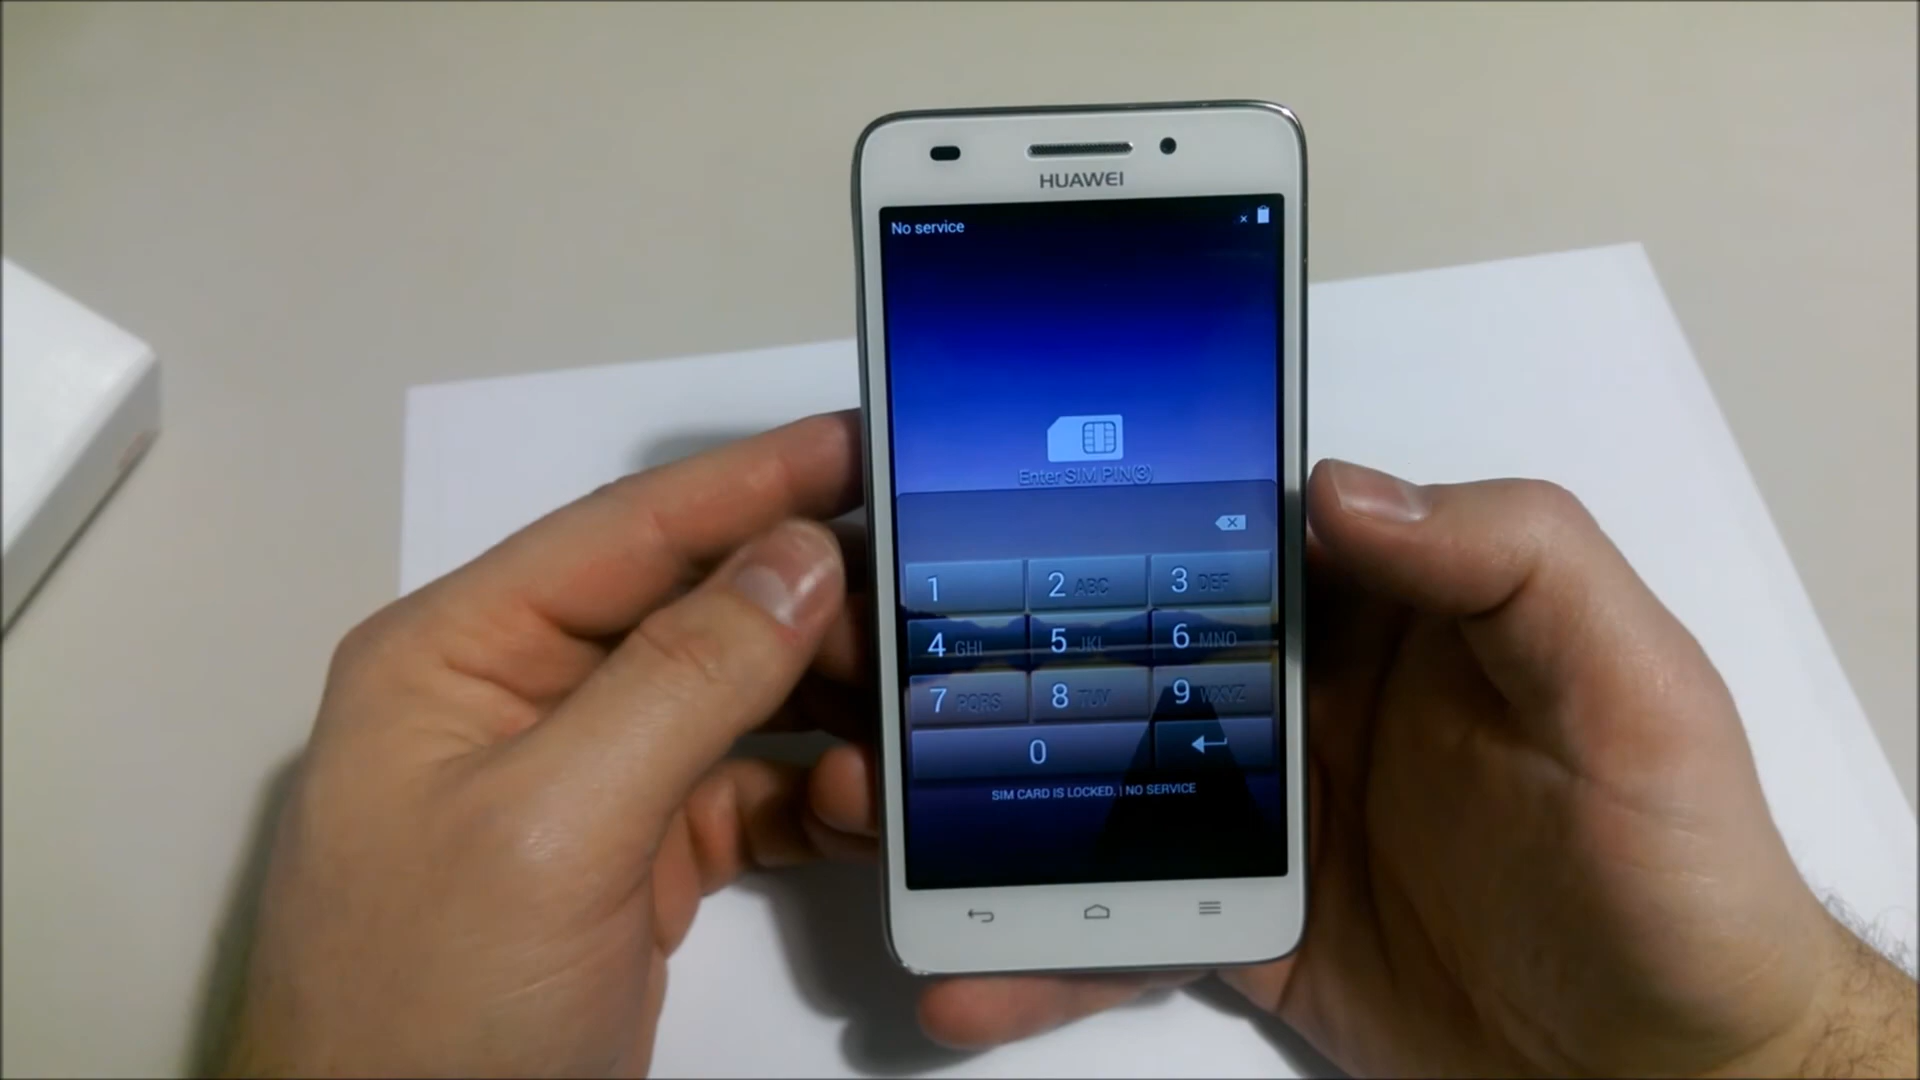 HUAWEI
No service
Enter SIM PIN(3)
1
2 ABC
3 DEF
4 GHI
5 JKL
6 MNO
7 PQRS
8 TUV
9 WXYZ
0
SIM CARD IS LOCKED. | NO SERVICE